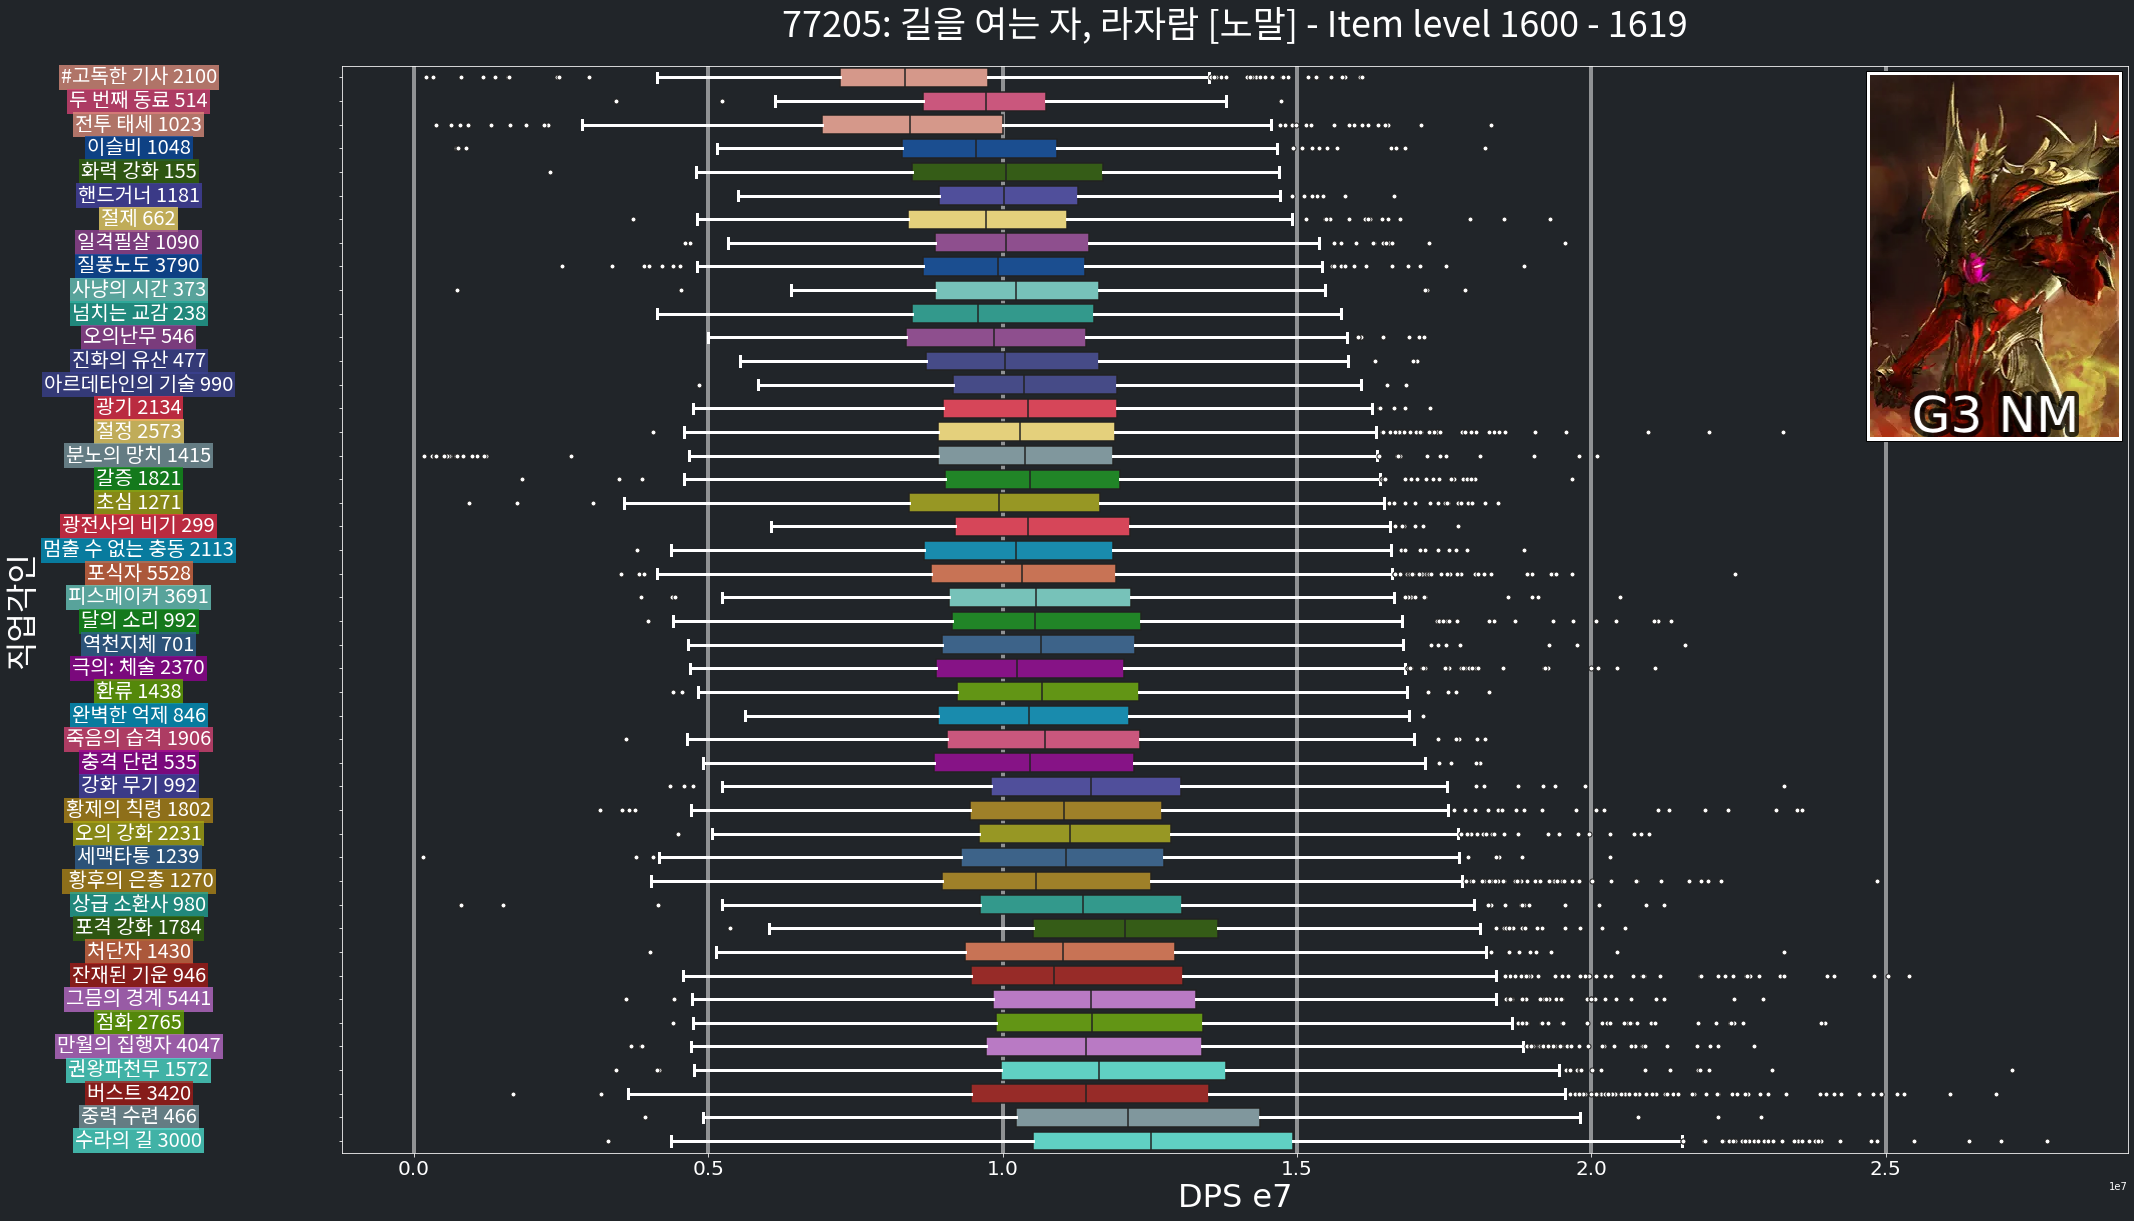 77205: 길을 여는 자, 라자람 [노말] - Item level 1600 - 1619
#고독한 기사 2100
두 번째 동료 514
전투 태세 1023
이슬비 1048
화력 강화 155
핸드거너 1181
절제 662
일격필살 1090
질풍노도 3790
사냥의 시간 373
넘치는 교감 238
오의난무 546
진화의 유산 477
아르데타인의 기술 990
광기 2134
절정 2573
분노의 망치 1415
갈증 1821
초심 1271
광전사의 비기 299
멈출 수 없는 충동 2113
포식자 5528
피스메이커 3691
달의 소리 992
역천지체 701
극의: 체술 2370
환류 1438
완벽한 억제 846
죽음의 습격 1906
충격 단련 535
강화 무기 992
황제의 칙령 1802
오의 강화 2231
세맥타통 1239
황후의 은총 1270
상급 소환사 980
포격 강화 1784
처단자 1430
잔재된 기운 946
그믐의 경계 5441
점화 2765
만월의 집행자 4047
권왕파천무 1572
버스트 3420
중력 수련 466
수라의 길 3000
직업각인
G3 NM
0.0 0.5 1.0 1.5 2.0 2.5
DPS e7
1e7